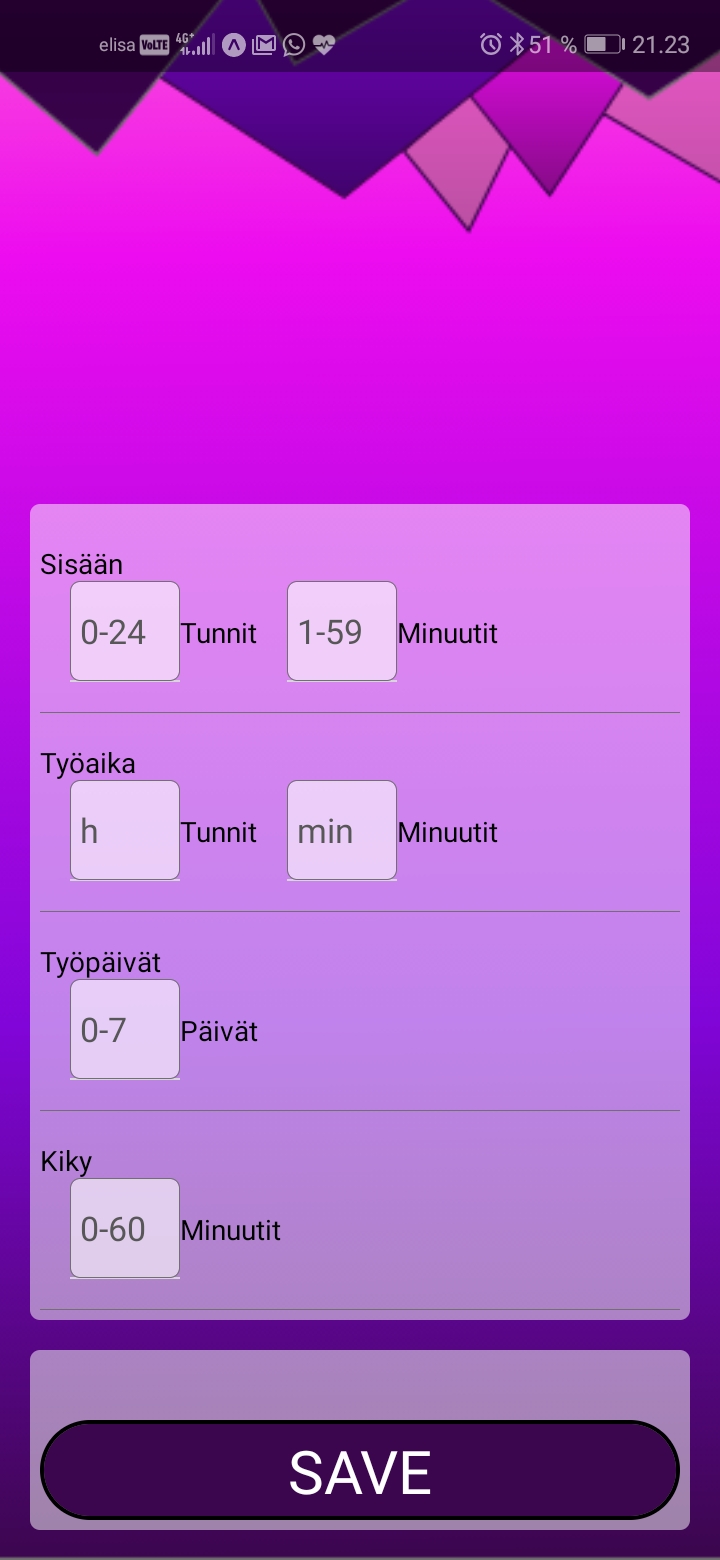 elisa VoLTE 4G+ 51 % 21.23
Sisään
0-24 Tunnit 1-59 Minuutit
Työaika
h Tunnit min Minuutit
Työpäivät
0-7 Päivät
Kiky
0-60 Minuutit
SAVE